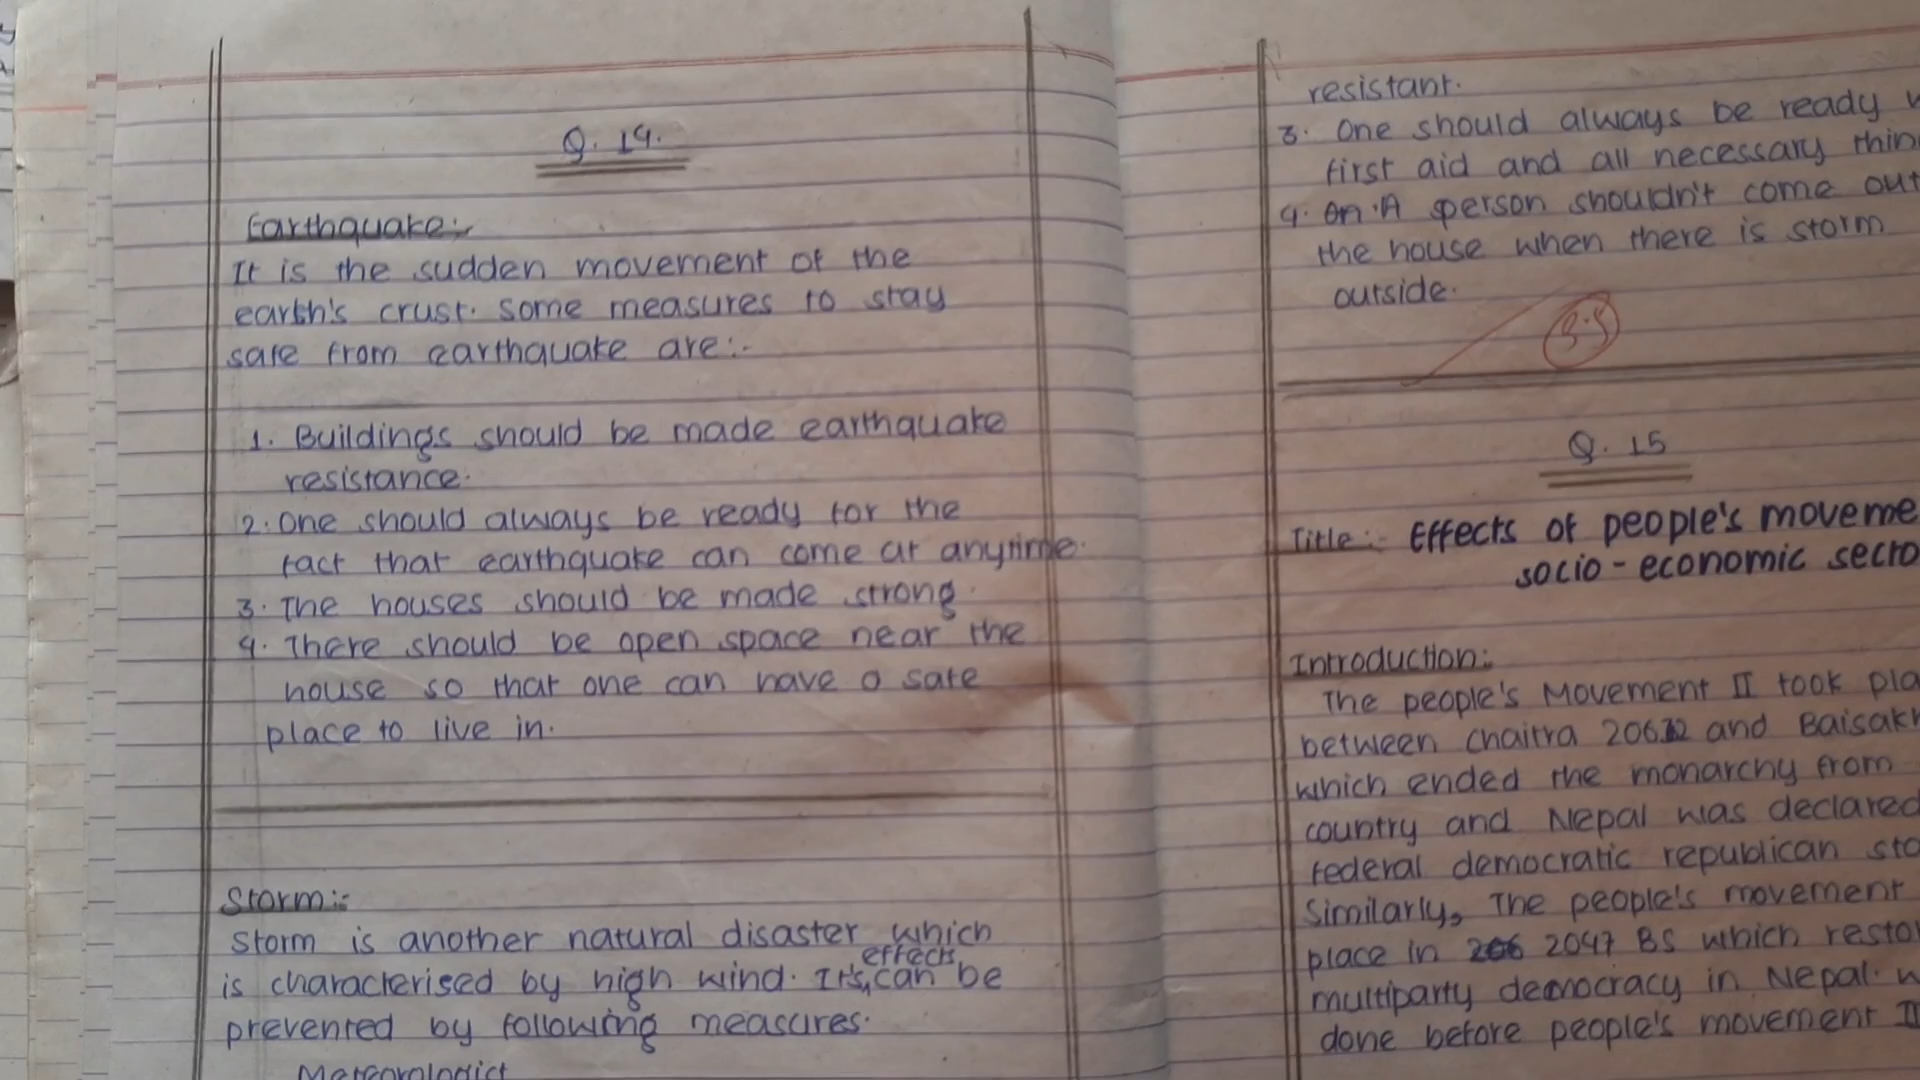 Q. 14.
Earthquake:-
It is the sudden movement of the
earth's crust. Some measures to stay
safe from earthquake are:-
1. Buildings should be made earthquake
resistance.
2. One should always be ready for the
fact that earthquake can come at anytime.
3. The houses should be made strong.
4. There should be open space near the
house so that one can have a safe
place to live in.
Storm:-
Storm is another natural disaster which
is characterised by high wind. It's effects can be
prevented by following measures.
resistant.
3. One should always be ready
first aid and all necessary
4. A person shouldn't come out
the house when there is storm
outside.
3.5
Q. 15
Title:- Effects of people's
socio-economic
Introduction:
The people's Movement II took
between chaitra 2062 and
which ended the monarchy from
country and Nepal was declared
federal democratic republican
Similarly, The people's movement
place in 2047 BS which
multiparty democracy in Nepal.
done before people's movement II